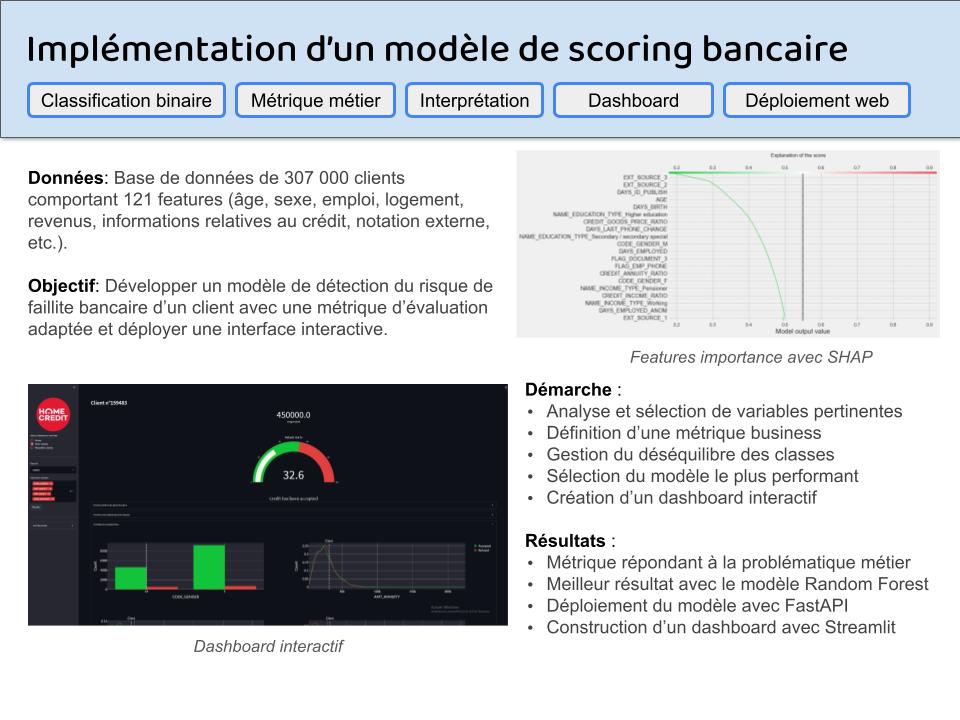 Implémentation d'un modèle de scoring bancaire
Classification binaire
Métrique métier
Interprétation
Dashboard
Déploiement web
Données: Base de données de 307 000 clients
comportant 121 features (âge, sexe, emploi, logement,
revenus, informations relatives au crédit, notation externe,
etc.).
Objectif: Développer un modèle de détection du risque de
faillite bancaire d'un client avec une métrique d'évaluation
adaptée et déployer une interface interactive.
Explanation of the score
0.2 0.3 0.4 0.5 0.6 0.7 0.8 0.9
EXT_SOURCE_3
EXT_SOURCE_2
DAYS_ID_PUBLISH
AGE
DAYS_BIRTH
NAME_EDUCATION_TYPE_Higher education
CREDIT_GOODS_PRICE_RATIO
DAYS_LAST_PHONE_CHANGE
NAME_EDUCATION_TYPE_Secondary / secondary special
CODE_GENDER_M
DAYS_EMPLOYED
FLAG_DOCUMENT_3
FLAG_EMP_PHONE
CREDIT_ANNUITY_RATIO
CODE_GENDER_F
NAME_INCOME_TYPE_Pensioner
CREDIT_INCOME_RATIO
NAME_INCOME_TYPE_Working
DAYS_EMPLOYED_ANOM
EXT_SOURCE_1
0.2 0.3 0.4 0.5 0.6 0.7 0.8 0.9
Model output value
Features importance avec SHAP
HOME
CREDIT
Client n°159483
450000.0
32.6
Credit has been accepted
Count
CODE_GENDER
Client
Count
AMT_ANNUITY
Accepted
Refused
Dashboard interactif
Démarche :
• Analyse et sélection de variables pertinentes
• Définition d'une métrique business
• Gestion du déséquilibre des classes
• Sélection du modèle le plus performant
• Création d'un dashboard interactif
Résultats :
• Métrique répondant à la problématique métier
• Meilleur résultat avec le modèle Random Forest
• Déploiement du modèle avec FastAPI
• Construction d'un dashboard avec Streamlit